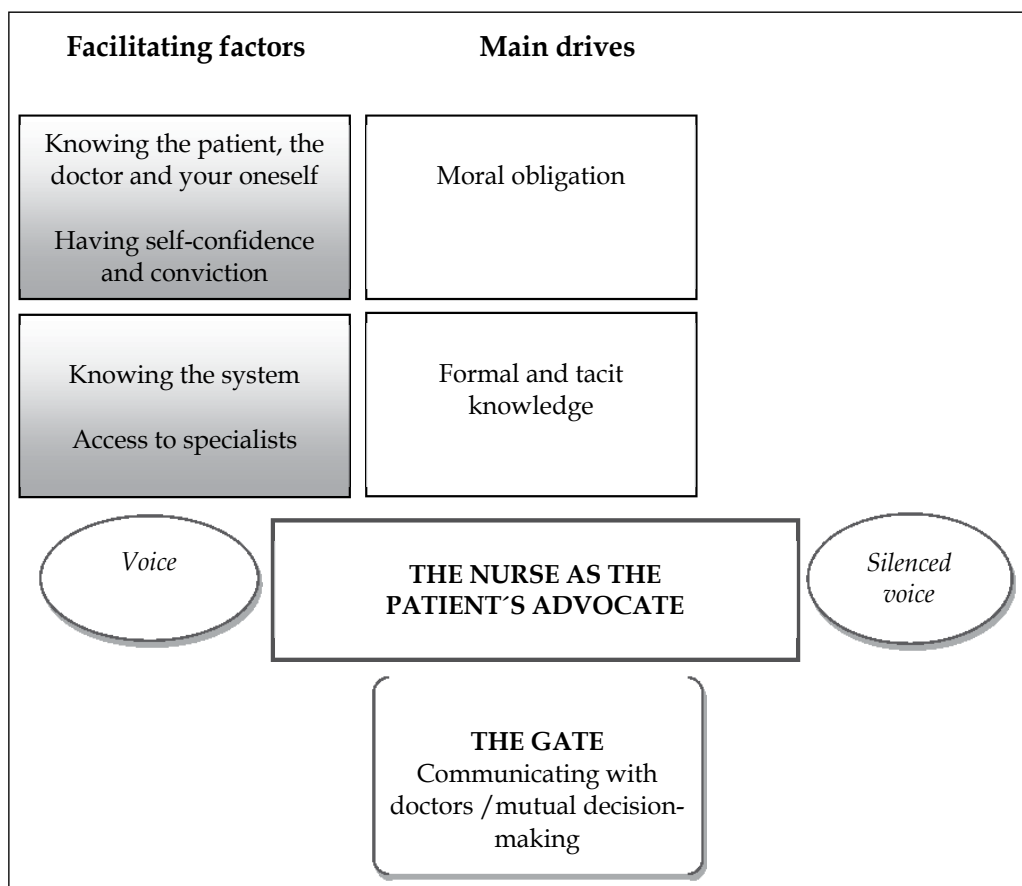 Facilitating factors
Main drives
Knowing the patient, the
doctor and your oneself
Having self-confidence
and conviction
Moral obligation
Knowing the system
Access to specialists
Formal and tacit
knowledge
Voice
THE NURSE AS THE
PATIENT´S ADVOCATE
Silenced
voice
THE GATE
Communicating with
doctors /mutual decision-
making